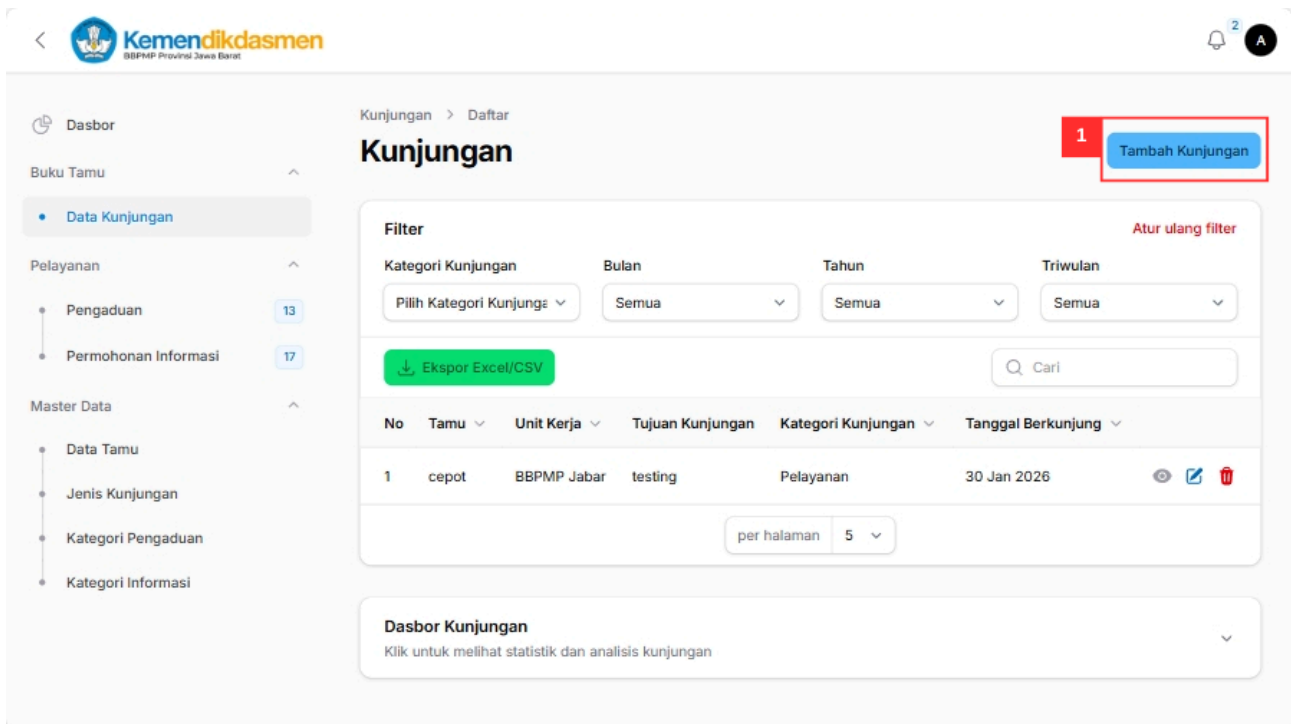 Kemendikdasmen
BBPMP Provinsi Jawa Barat
2
A
Dasbor
Buku Tamu
Data Kunjungan
Pelayanan
Pengaduan 13
Permohonan Informasi 17
Master Data
Data Tamu
Jenis Kunjungan
Kategori Pengaduan
Kategori Informasi
Kunjungan > Daftar
Kunjungan
1
Tambah Kunjungan
Filter
Atur ulang filter
Kategori Kunjungan Bulan Tahun Triwulan
Pilih Kategori Kunjunga Semua Semua Semua
Ekspor Excel/CSV
Cari
No Tamu Unit Kerja Tujuan Kunjungan Kategori Kunjungan Tanggal Berkunjung
1 cepot BBPMP Jabar testing Pelayanan 30 Jan 2026
per halaman 5
Dasbor Kunjungan
Klik untuk melihat statistik dan analisis kunjungan